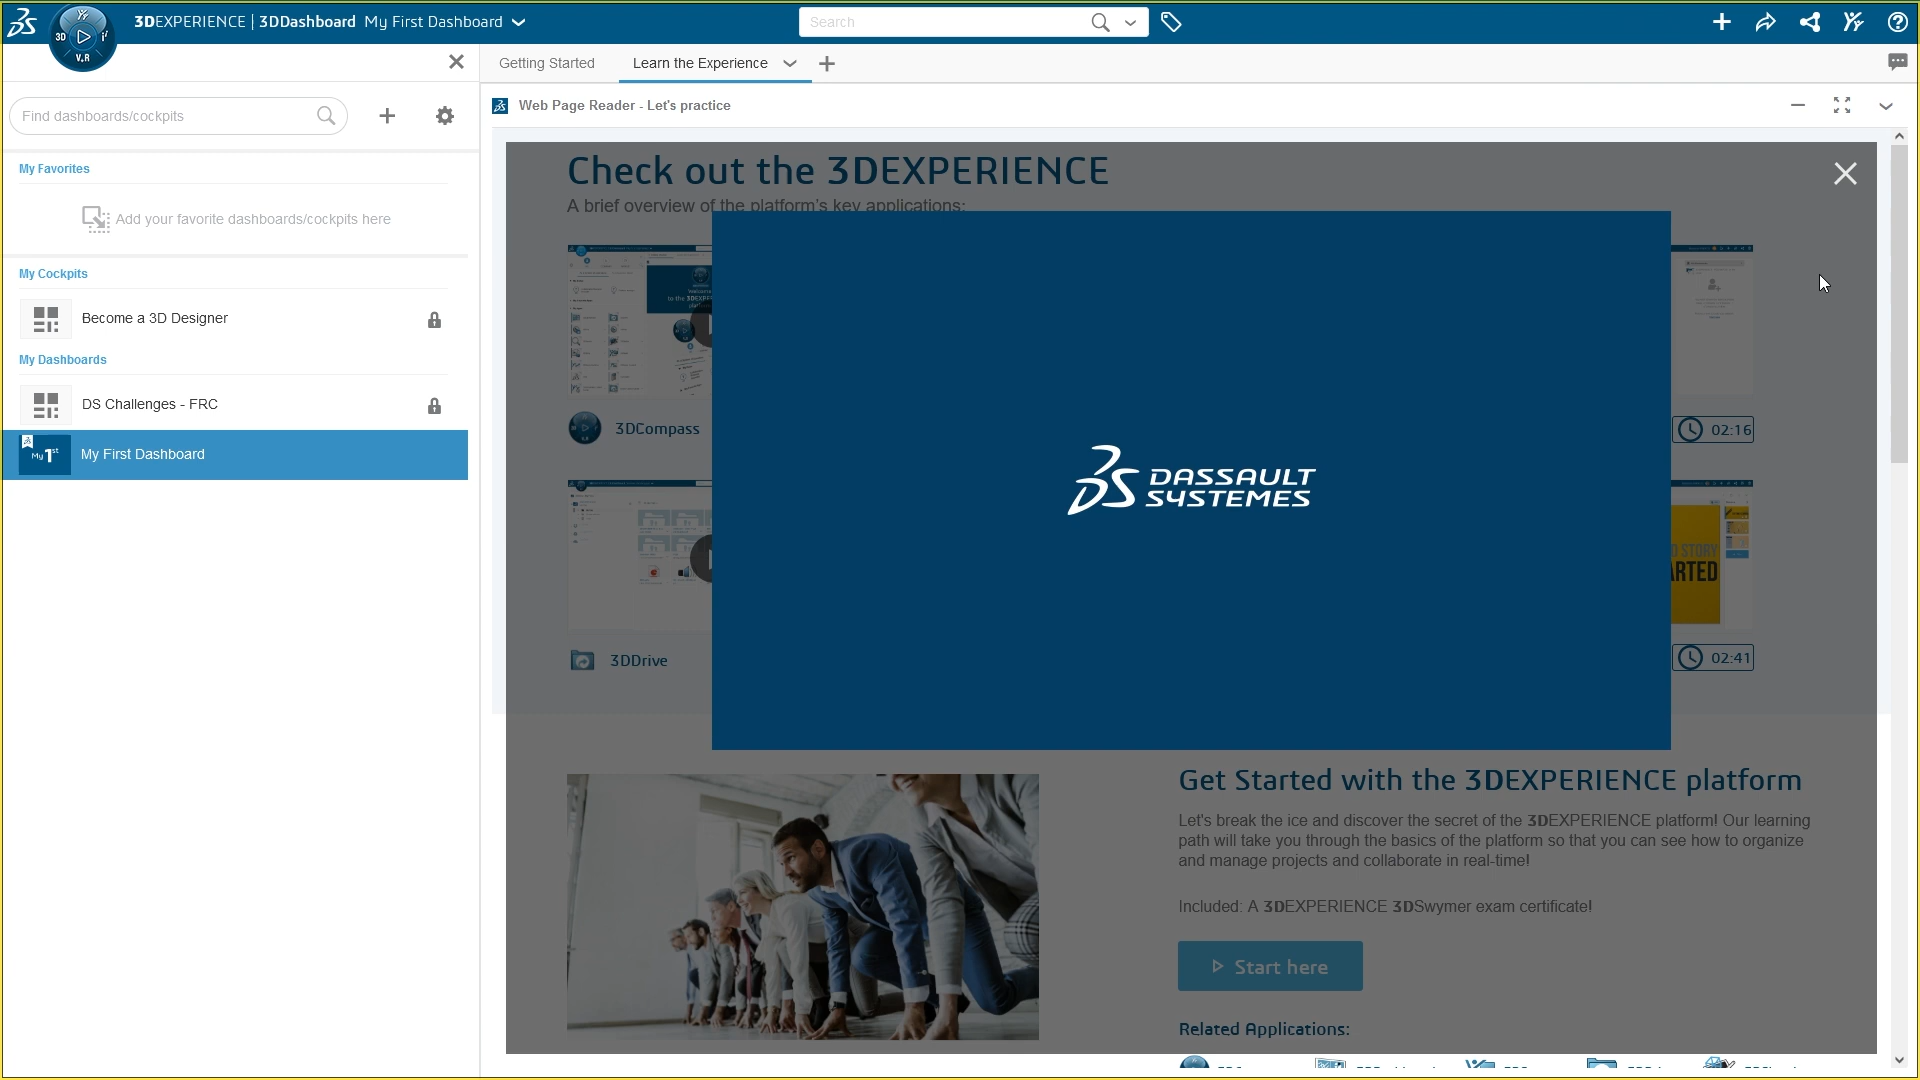 3DEXPERIENCE | 3DDashboard My First Dashboard
Search
3D
V.R
Getting Started
Learn the Experience
Web Page Reader - Let's practice
Find dashboards/cockpits
My Favorites
Add your favorite dashboards/cockpits here
My Cockpits
Become a 3D Designer
My Dashboards
DS Challenges - FRC
My 1st
My First Dashboard
Check out the 3DEXPERIENCE
A brief overview of the platform's key applications:
3DCompass
02:16
DASSAULT
SYSTEMES
STORY
ARTED
3DDrive
02:41
Get Started with the 3DEXPERIENCE platform
Let's break the ice and discover the secret of the 3DEXPERIENCE platform! Our learning
path will take you through the basics of the platform so that you can see how to organize
and manage projects and collaborate in real-time!
Included: A 3DEXPERIENCE 3DSwymer exam certificate!
Start here
Related Applications: